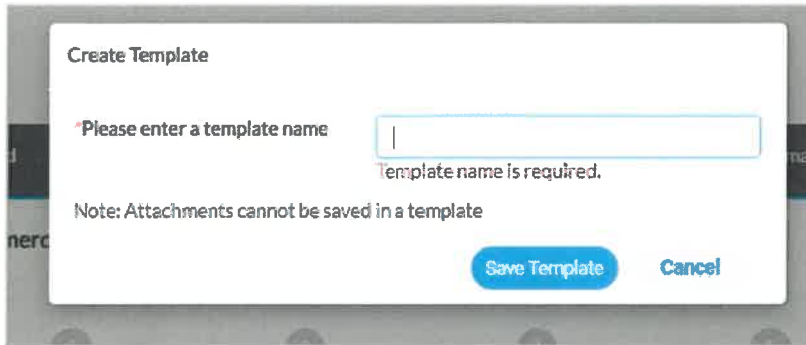 Create Template
*Please enter a template name
Template name is required.
Note: Attachments cannot be saved in a template
nerc
Save Template Cancel